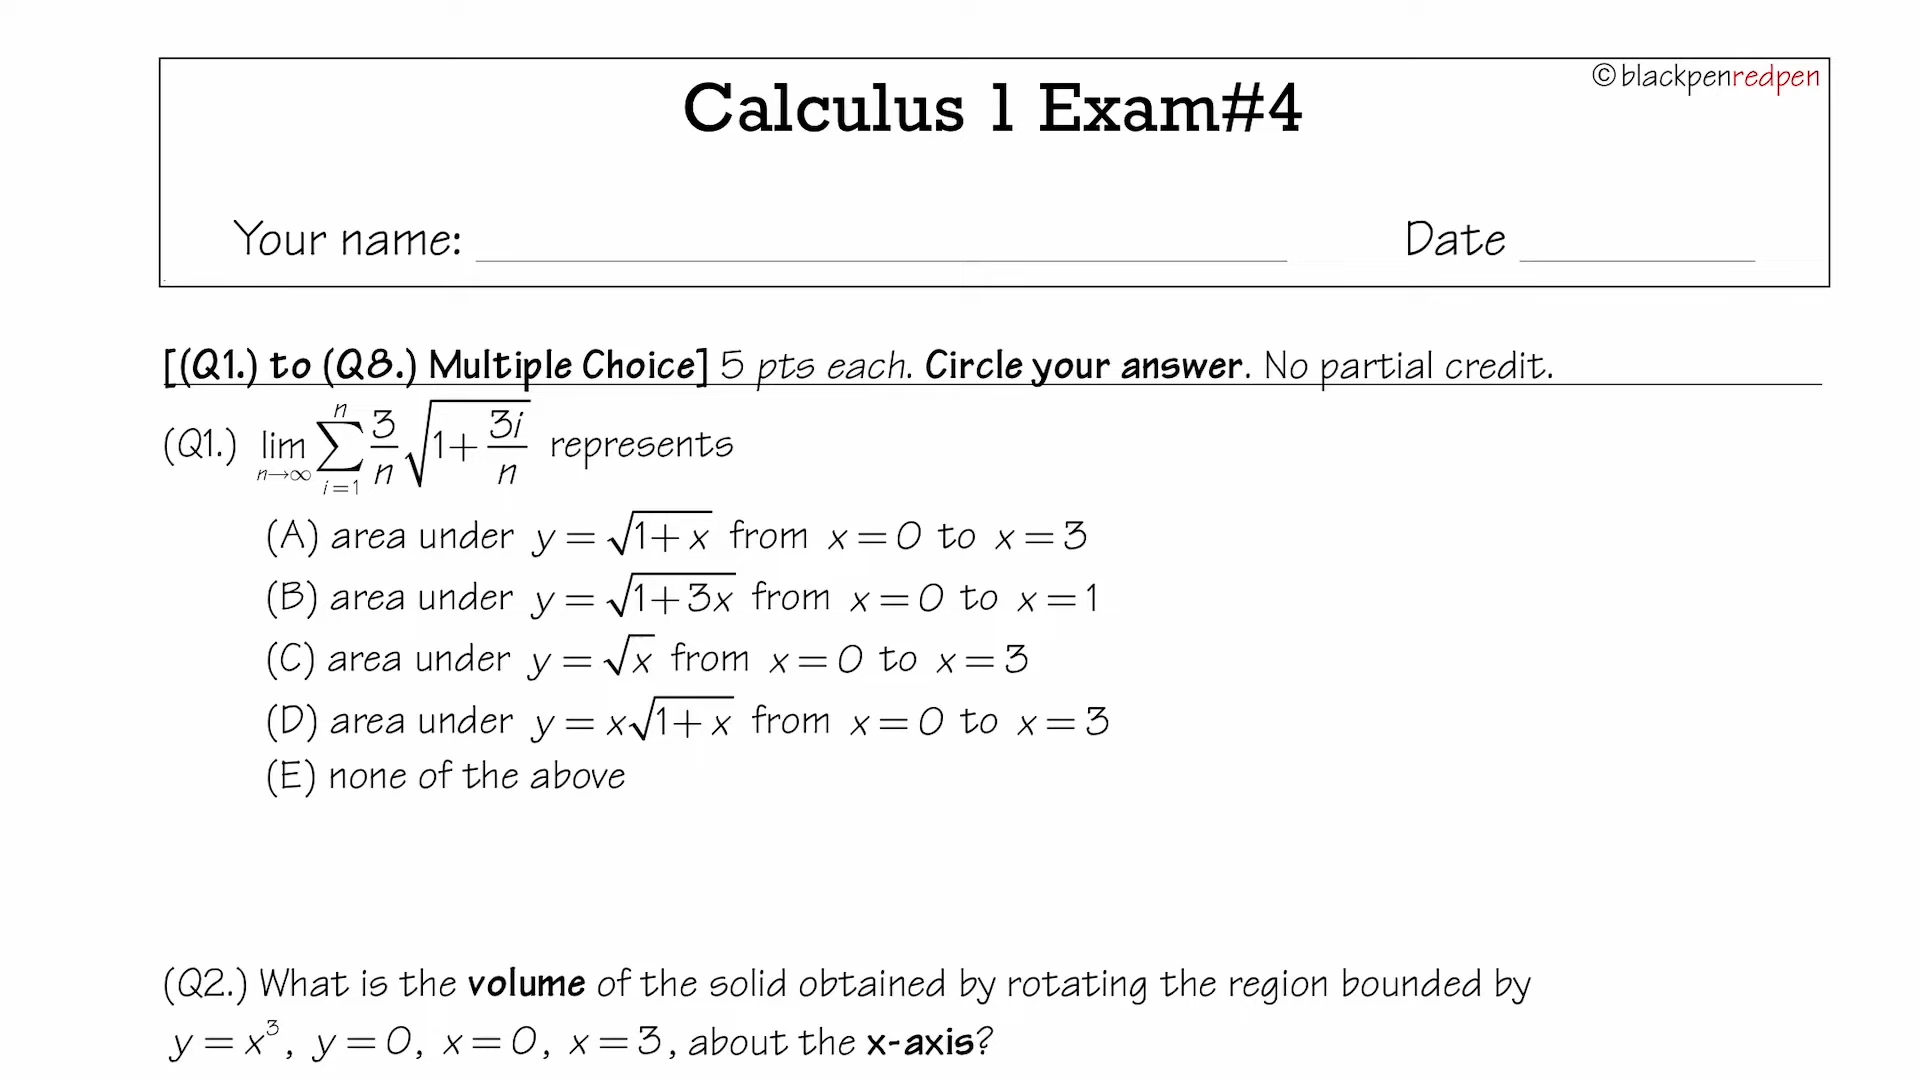 ©blackpenredpen
Calculus 1 Exam#4
Your name: Date
[(Q1.) to (Q8.) Multiple Choice] 5 pts each. Circle your answer. No partial credit.
(Q1.) lim_{n→∞} ∑_{i=1}^{n} 3/n √(1+3i/n) represents
(A) area under y=√(1+x) from x=0 to x=3
(B) area under y=√(1+3x) from x=0 to x=1
(C) area under y=√x from x=0 to x=3
(D) area under y=x√(1+x) from x=0 to x=3
(E) none of the above
(Q2.) What is the volume of the solid obtained by rotating the region bounded by
y=x³, y=0, x=0, x=3, about the x-axis?